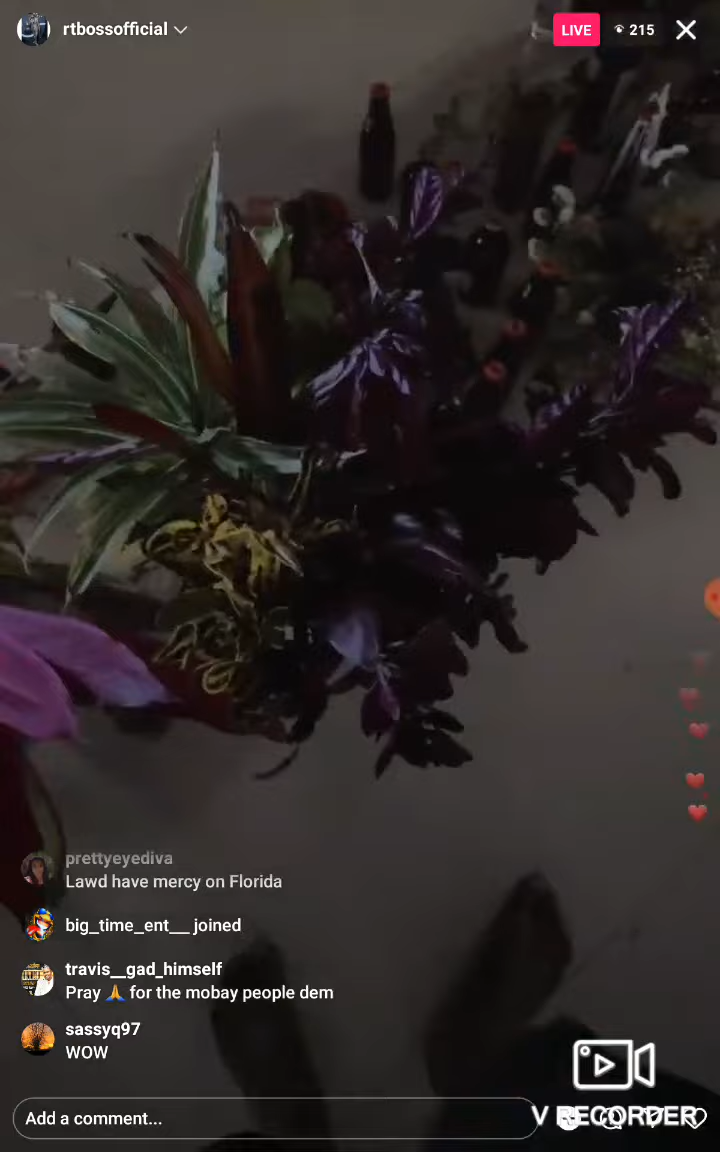 rtbossofficial
LIVE
215
prettyeyediva
Lawd have mercy on Florida
big_time_ent__ joined
travis__gad_himself
Pray 🙏 for the mobay people dem
sassyq97
WOW
Add a comment...
V RECORDER